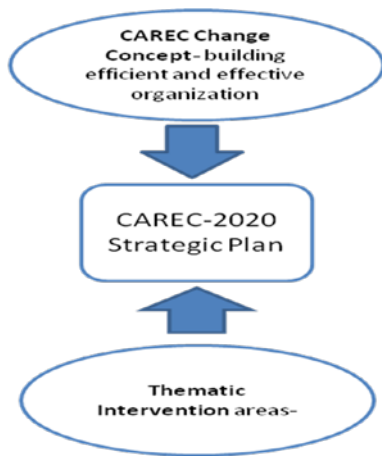 CAREC Change
Concept- building
efficient and effective
organization
CAREC-2020
Strategic Plan
Thematic
Intervention areas-